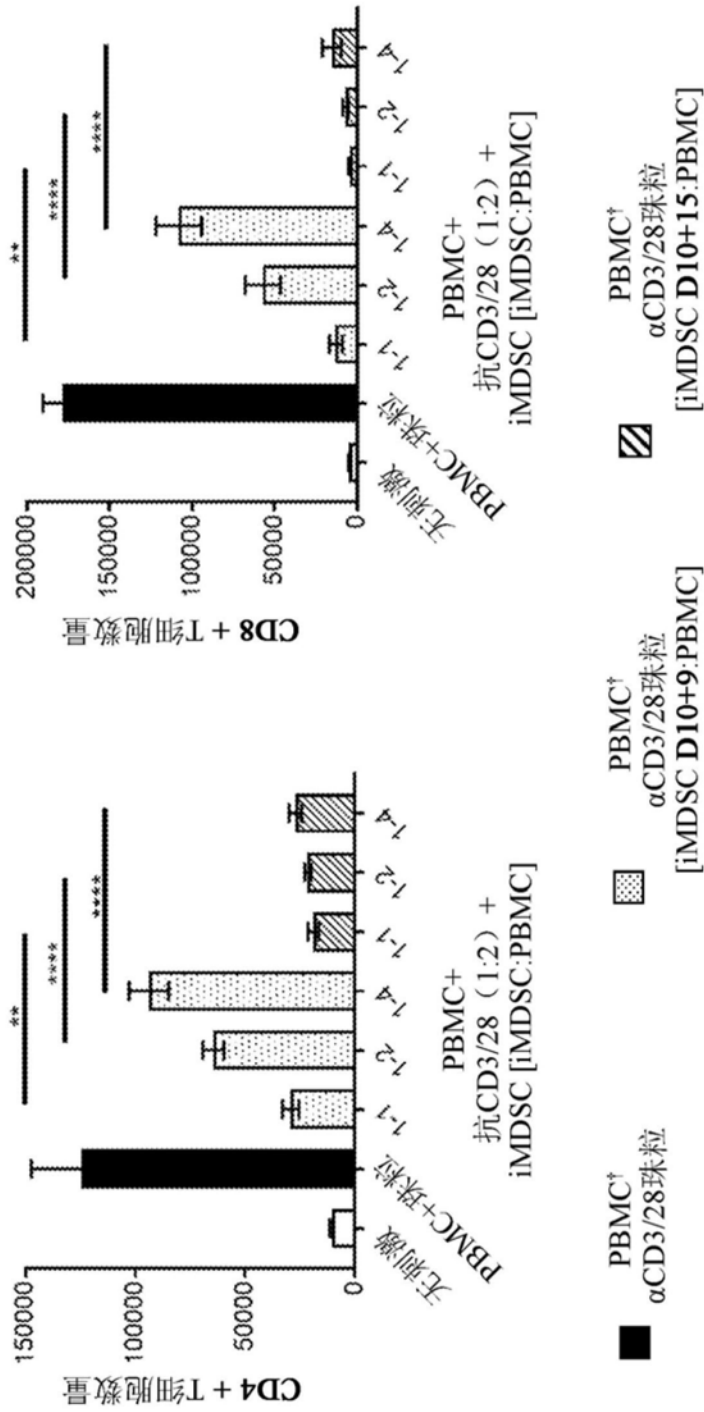 CD4 + T细胞数量
150000
100000
50000
0
**
****
****
无刺激
PBMC+珠粒
1-1
1-2
1-4
1-1
1-2
1-4
PBMC+
抗CD3/28（1:2）+
iMDSC [iMDSC:PBMC]
CD8 + T细胞数量
200000
150000
100000
50000
0
**
****
****
无刺激
PBMC+珠粒
1-1
1-2
1-4
1-1
1-2
1-4
PBMC+
抗CD3/28（1:2）+
iMDSC [iMDSC:PBMC]
PBMC†
αCD3/28珠粒
PBMC†
αCD3/28珠粒
[iMDSC D10+9:PBMC]
PBMC†
αCD3/28珠粒
[iMDSC D10+15:PBMC]